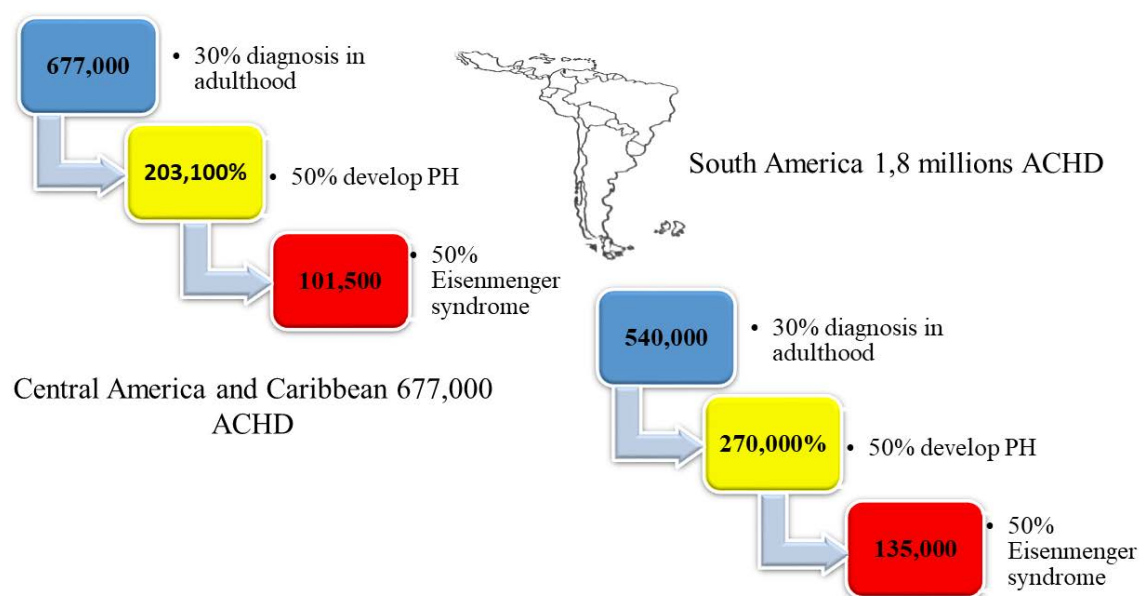 677,000
• 30% diagnosis in
adulthood
203,100%
• 50% develop PH
101,500
• 50%
Eisenmenger
syndrome
Central America and Caribbean 677,000
ACHD
South America 1,8 millions ACHD
540,000
• 30% diagnosis in
adulthood
270,000%
• 50% develop PH
135,000
• 50%
Eisenmenger
syndrome